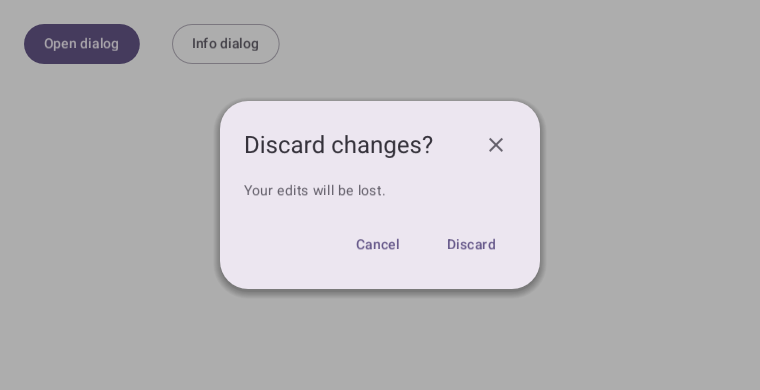 Open dialog
Info dialog
Discard changes?
Your edits will be lost.
Cancel
Discard